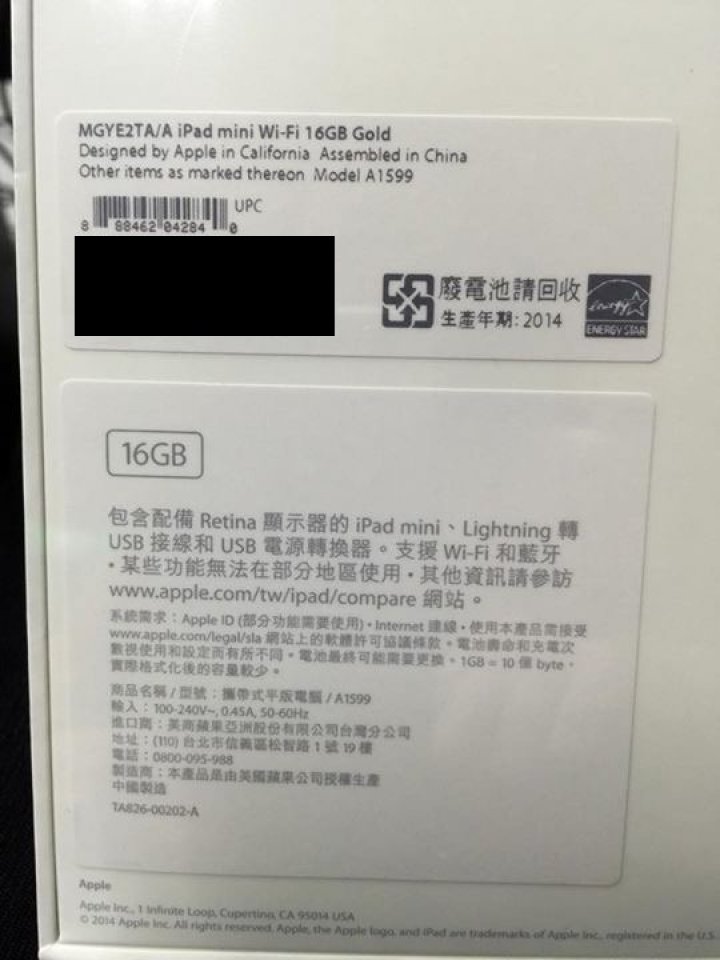 MGYE2TA/A iPad mini Wi-Fi 16GB Gold
Designed by Apple in California Assembled in China
Other items as marked thereon Model A1599
UPC
8 88462 04284 0
廢電池請回收
生產年期:2014
ENERGY STAR
16GB
包含配備 Retina 顯示器的 iPad mini、Lightning 轉
USB 接線和 USB 電源轉換器。支援 Wi-Fi 和藍牙
。某些功能無法在部分地區使用。其他資訊請參訪
www.apple.com/tw/ipad/compare 網站。
系統需求:Apple ID (部分功能需要使用)。Internet 連線。使用本產品需接受
www.apple.com/legal/sla 網站上的軟體許可協議條款。電池壽命和充電次
數視使用和設定而有所不同。電池最終可能需要更換。1GB = 10 億 byte,
實際格式化後的容量較少。
商品名稱 / 型號:攜帶式平版電腦 / A1599
輸入:100-240V~, 0.45A, 50-60Hz
進口商:美商蘋果亞洲股份有限公司台灣分公司
地址:(110) 台北市信義區松智路 1 號 19 樓
電話:0800-095-988
製造商:本產品是由美國蘋果公司授權生產
中國製造
TA826-00202-A
Apple
Apple Inc., 1 Infinite Loop, Cupertino, CA 95014 USA
© 2014 Apple Inc. All rights reserved. Apple, the Apple logo, and iPad are trademarks of Apple Inc., registered in the U.S.